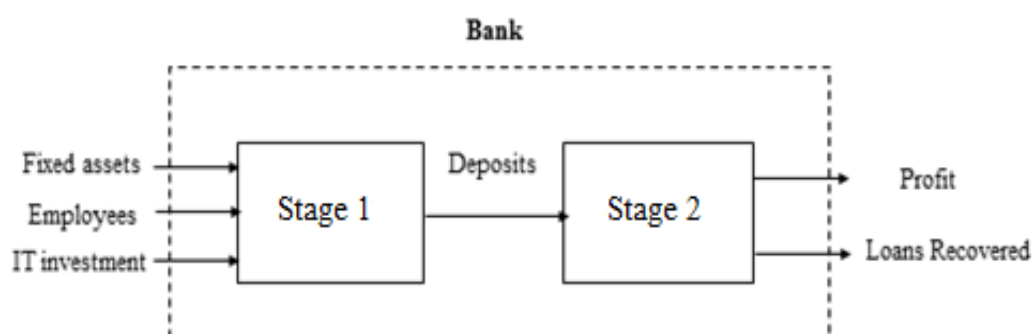 Bank
Fixed assets
Employees
IT investment
Stage 1
Deposits
Stage 2
Profit
Loans Recovered